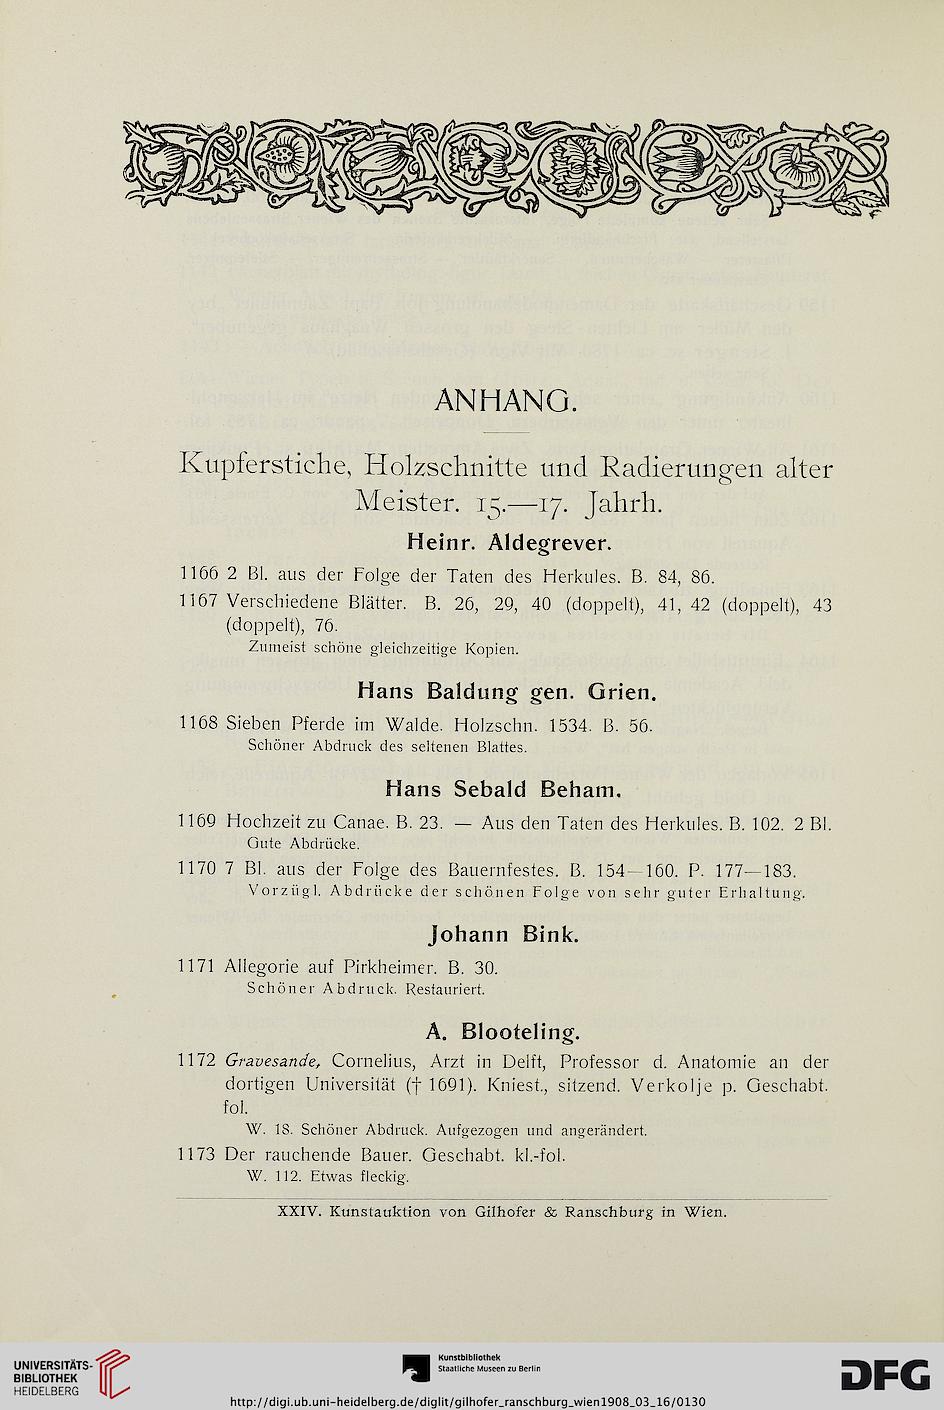 ANHANG.
Kupferstiche, Holzschnitte und Radierungen alter
Meister. 15.—17. Jahrh.
Heinr. Aldegrever.
1166 2 Bl. aus der Folge der Taten des Herkules. B. 84, 86.
1167 Verschiedene Blätter. B. 26, 29, 40 (doppelt), 41, 42 (doppelt), 43
(doppelt), 76.
Zumeist schöne gleichzeitige Kopien.
Hans Baldung gen. Grien.
1168 Sieben Pferde im Walde. Holzschn. 1534. B. 56.
Schöner Abdruck des seltenen Blattes.
Hans Sebald Beham.
1169 Hochzeit zu Canae. B. 23. — Aus den Taten des Herkules. B. 102. 2 Bl.
Gute Abdrücke.
1170 7 Bl. aus der Folge des Bauernfestes. B. 154—160. P. 177—183.
Vorzügl. Abdrücke der schönen Folge von sehr guter Erhaltung.
Johann Bink.
1171 Allegorie auf Pirkheimer. B. 30.
Schöner Abdruck. Restauriert.
A. Blooteling.
1172 Gravesande, Cornelius, Arzt in Delft, Professor d. Anatomie an der
dortigen Universität († 1691). Kniest., sitzend. Verkolje p. Geschabt.
fol.
W. 18. Schöner Abdruck. Aufgezogen und angerändert.
1173 Der rauchende Bauer. Geschabt. kl.-fol.
W. 112. Etwas fleckig.
XXIV. Kunstauktion von Gilhofer & Ranschburg in Wien.
UNIVERSITÄTS-
BIBLIOTHEK
HEIDELBERG
Kunstbibliothek
Staatliche Museen zu Berlin
DFG
http://digi.ub.uni-heidelberg.de/diglit/gilhofer_ranschburg_wien1908_03_16/0130